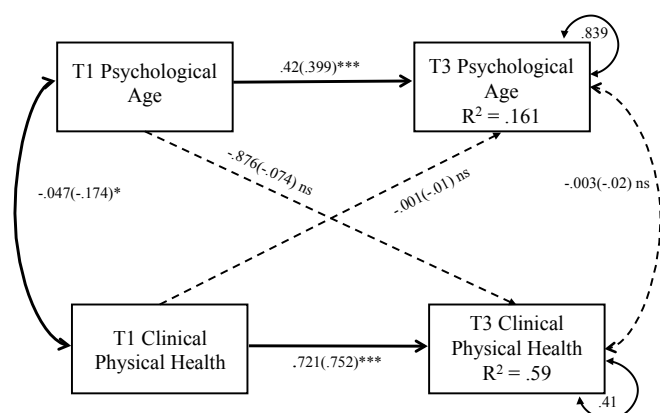 .839
T1 Psychological
Age
.42(.399)***
T3 Psychological
Age
R² = .161
-.876(-.074) ns
-.001(-.01) ns
-.003(-.02) ns
-.047(-.174)*
T1 Clinical
Physical Health
.721(.752)***
T3 Clinical
Physical Health
R² = .59
.41